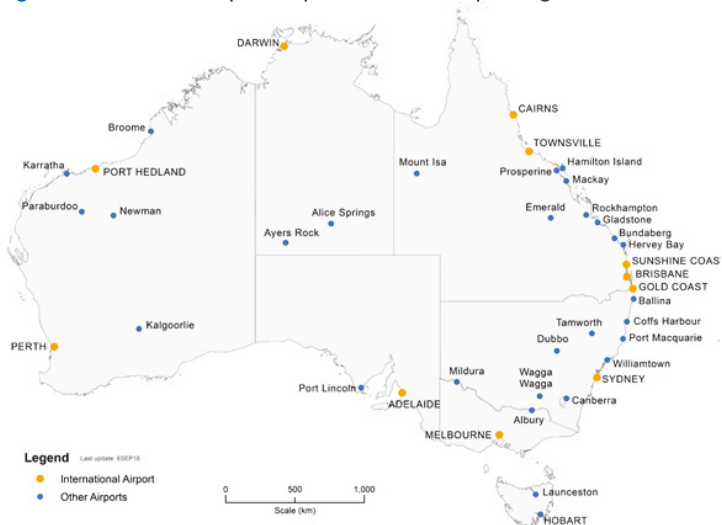 DARWIN
CAIRNS
Broome
TOWNSVILLE
Karratha
PORT HEDLAND
Mount Isa
Hamilton Island
Prosperine
Mackay
Paraburdoo
Newman
Emerald
Rockhampton
Gladstone
Alice Springs
Ayers Rock
Bundaberg
Hervey Bay
SUNSHINE COAST
BRISBANE
GOLD COAST
Ballina
Kalgoorlie
Tamworth
Coffs Harbour
Dubbo
Port Macquarie
PERTH
Williamtown
Port Lincoln
Mildura
Wagga
Wagga
SYDNEY
ADELAIDE
Canberra
Albury
MELBOURNE
Legend
Last update: 6SEP16
International Airport
Other Airports
0 500 1,000
Scale (km)
Launceston
HOBART